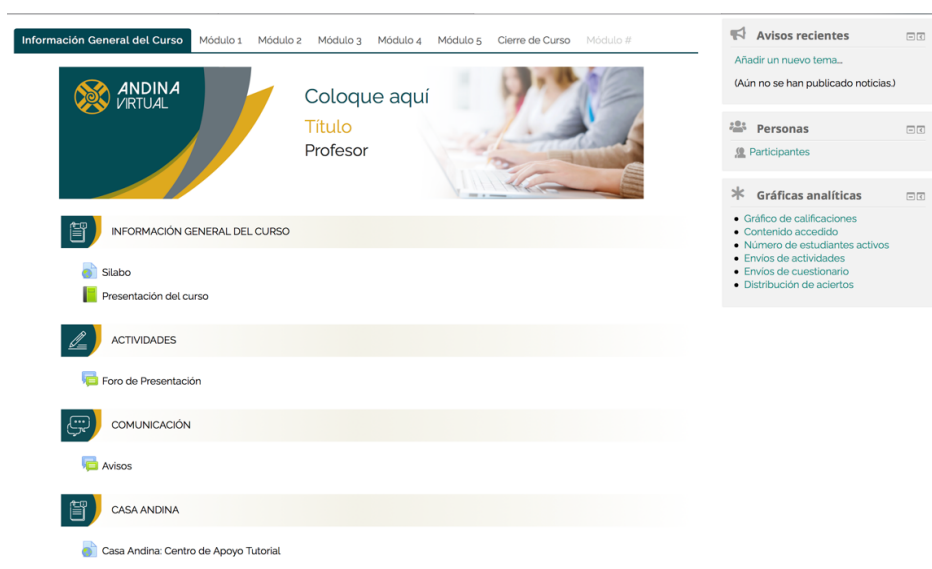 Información General del Curso Módulo 1 Módulo 2 Módulo 3 Módulo 4 Módulo 5 Cierre de Curso Módulo #
ANDINA
VIRTUAL
Coloque aquí
Título
Profesor
INFORMACIÓN GENERAL DEL CURSO
Silabo
Presentación del curso
ACTIVIDADES
Foro de Presentación
COMUNICACIÓN
Avisos
CASA ANDINA
Casa Andina: Centro de Apoyo Tutorial
Avisos recientes
Añadir un nuevo tema...
(Aún no se han publicado noticias.)
Personas
Participantes
Gráficas analíticas
Gráfico de calificaciones
Contenido accedido
Número de estudiantes activos
Envíos de actividades
Envíos de cuestionario
Distribución de aciertos